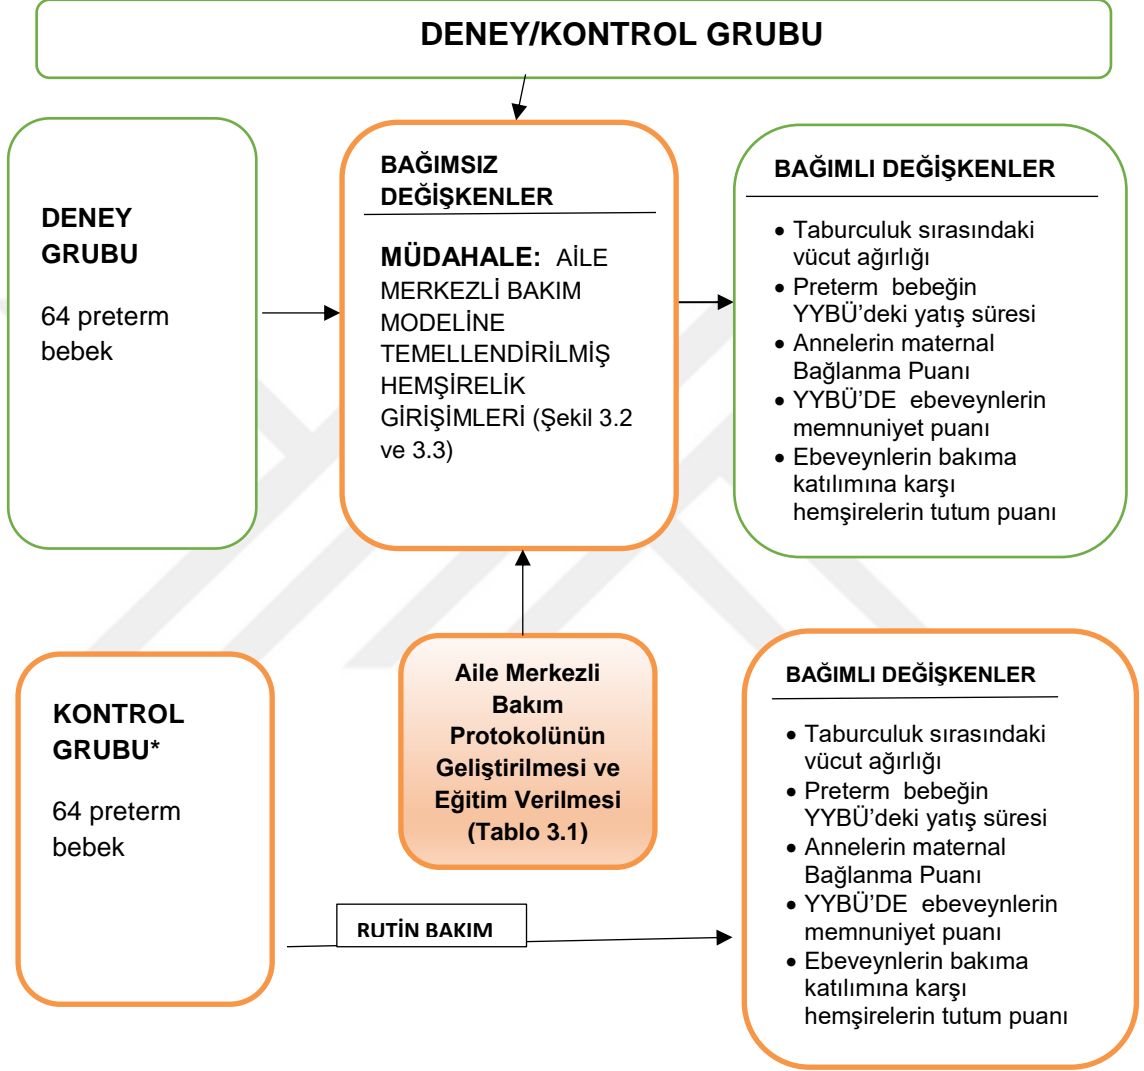 DENEY/KONTROL GRUBU
DENEY
GRUBU
64 preterm
bebek
BAĞIMSIZ
DEĞİŞKENLER
MÜDAHALE: AİLE
MERKEZLİ BAKIM
MODELİNE
TEMELLENDİRİLMİŞ
HEMŞİRELİK
GİRİŞİMLERİ (Şekil 3.2
ve 3.3)
BAĞIMLI DEĞİŞKENLER
• Taburculuk sırasındaki
vücut ağırlığı
• Preterm bebeğin
YYBÜ’deki yatış süresi
• Annelerin maternal
Bağlanma Puanı
• YYBÜ’DE ebeveynlerin
memnuniyet puanı
• Ebeveynlerin bakıma
katılımına karşı
hemşirelerin tutum puanı
KONTROL
GRUBU*
64 preterm
bebek
Aile Merkezli
Bakım
Protokolünün
Geliştirilmesi ve
Eğitim Verilmesi
(Tablo 3.1)
RUTİN BAKIM
BAĞIMLI DEĞİŞKENLER
• Taburculuk sırasındaki
vücut ağırlığı
• Preterm bebeğin
YYBÜ’deki yatış süresi
• Annelerin maternal
Bağlanma Puanı
• YYBÜ’DE ebeveynlerin
memnuniyet puanı
• Ebeveynlerin bakıma
katılımına karşı
hemşirelerin tutum puanı